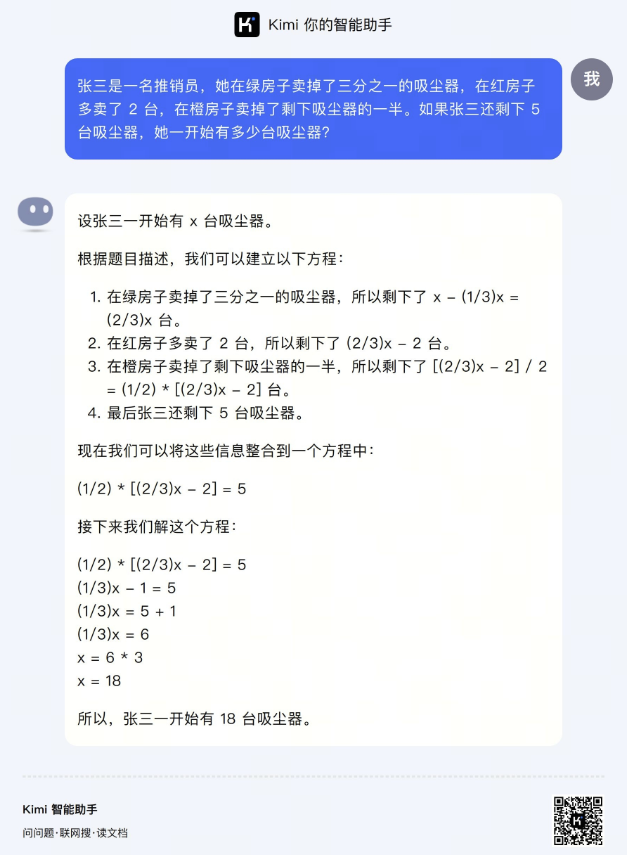 Kimi 你的智能助手
张三是一名推销员，她在绿房子卖掉了三分之一的吸尘器，在红房子
多卖了 2 台，在橙房子卖掉了剩下吸尘器的一半。如果张三还剩下 5
台吸尘器，她一开始有多少台吸尘器？
我
设张三一开始有 x 台吸尘器。
根据题目描述，我们可以建立以下方程：
1. 在绿房子卖掉了三分之一的吸尘器，所以剩下了 x − (1/3)x =
(2/3)x 台。
2. 在红房子多卖了 2 台，所以剩下了 (2/3)x − 2 台。
3. 在橙房子卖掉了剩下吸尘器的一半，所以剩下了 [(2/3)x − 2] / 2
= (1/2) * [(2/3)x − 2] 台。
4. 最后张三还剩下 5 台吸尘器。
现在我们可以将这些信息整合到一个方程中：
(1/2) * [(2/3)x − 2] = 5
接下来我们解这个方程：
(1/2) * [(2/3)x − 2] = 5
(1/3)x − 1 = 5
(1/3)x = 5 + 1
(1/3)x = 6
x = 6 * 3
x = 18
所以，张三一开始有 18 台吸尘器。
Kimi 智能助手
问问题·联网搜·读文档